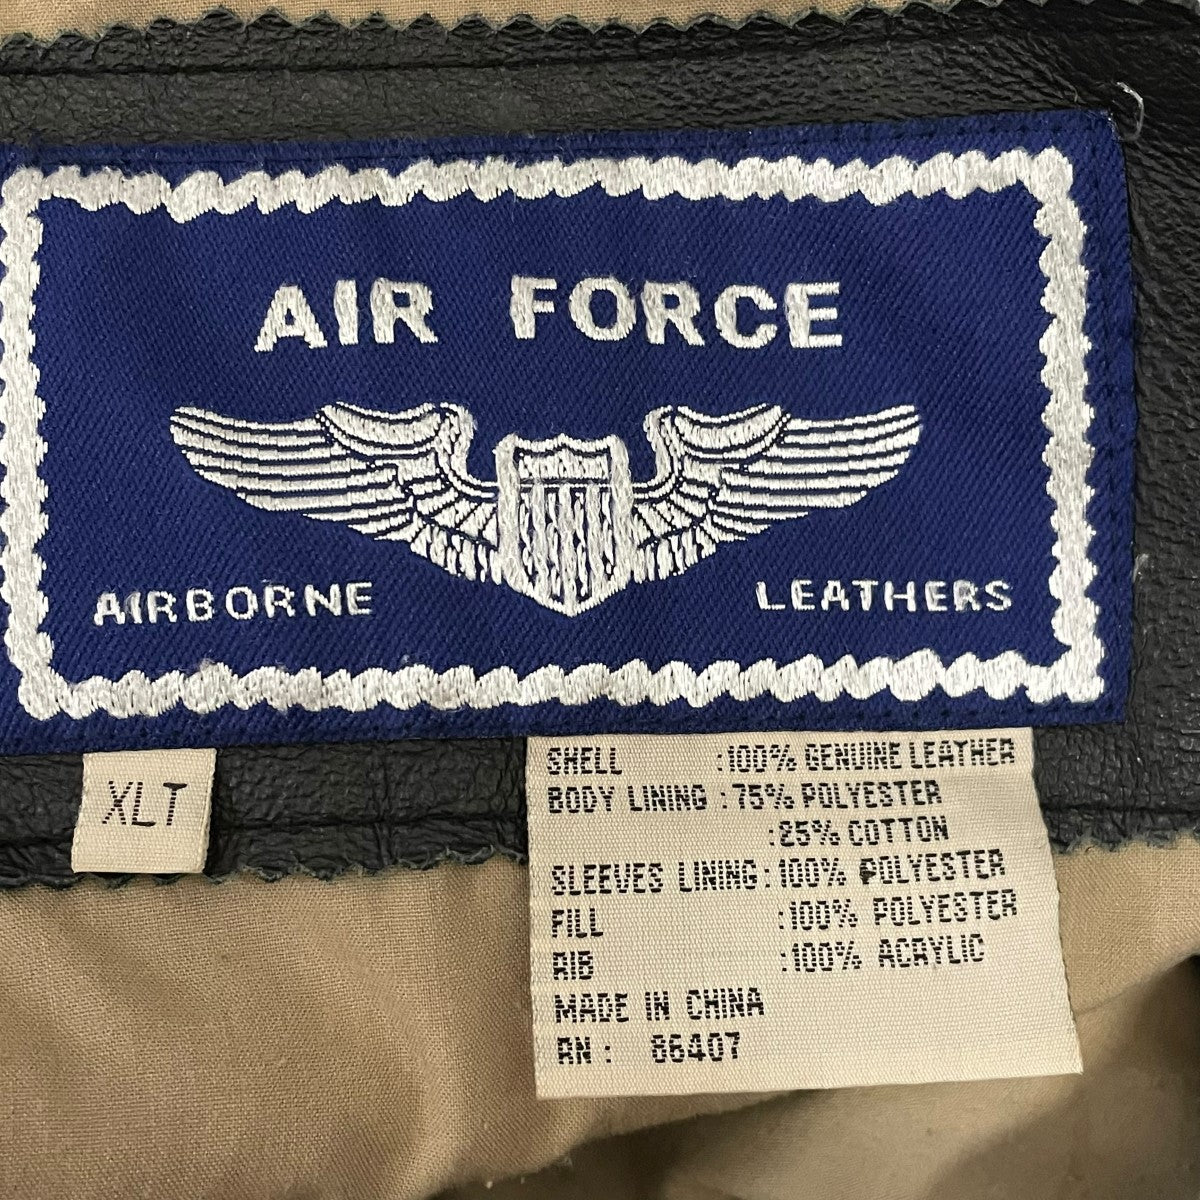 AIR FORCE
AIRBORNE LEATHERS
XLT
SHELL :100% GENUINE LEATHER
BODY LINING :75% POLYESTER
:25% COTTON
SLEEVES LINING:100% POLYESTER
FILL :100% POLYESTER
RIB :100% ACRYLIC
MADE IN CHINA
RN : 86407